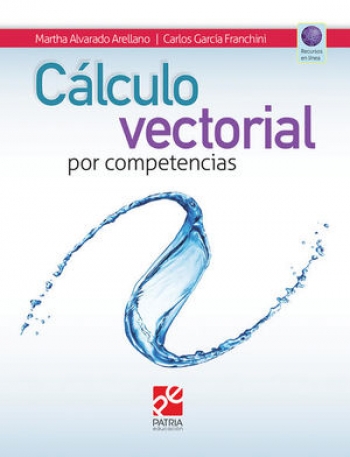 Martha Alvarado Arellano | Carlos García Franchini
Recursos
en línea
Cálculo
vectorial
por competencias
PATRIA
educación